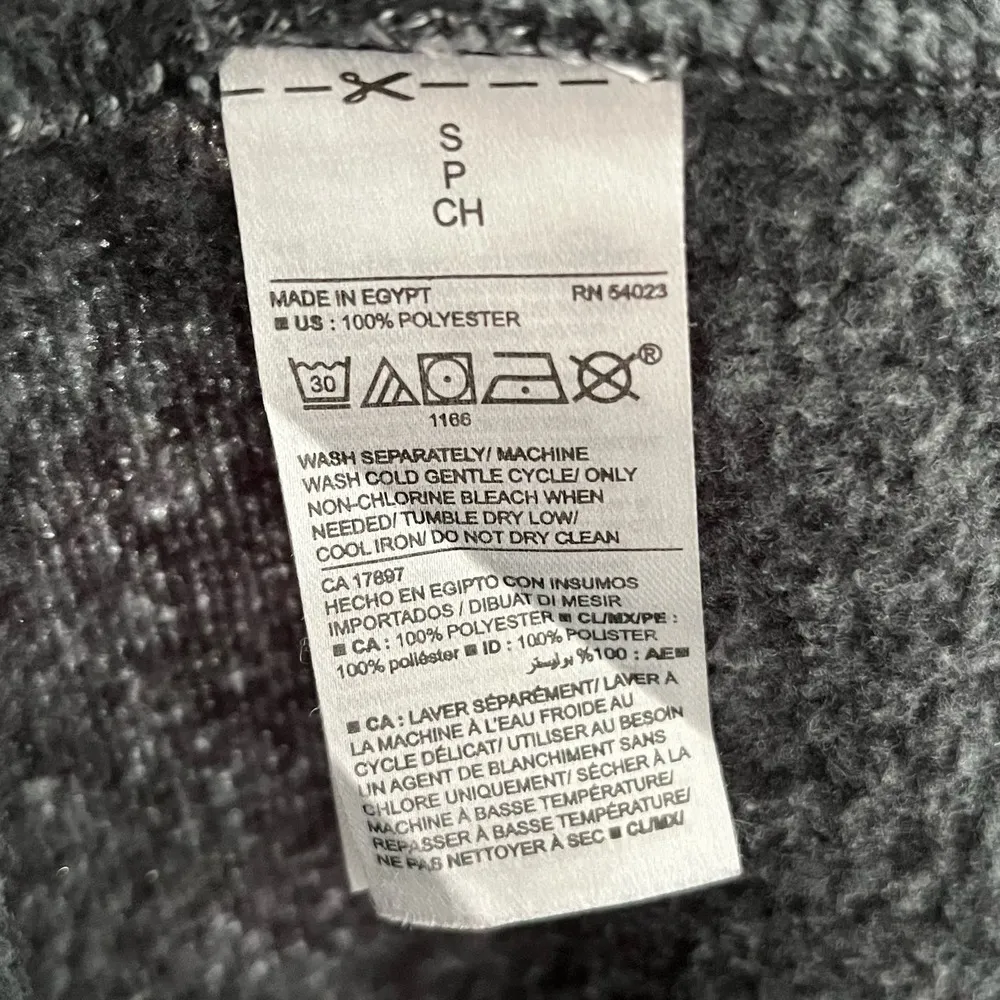 S
P
CH
MADE IN EGYPT RN 54023
US : 100% POLYESTER
30 ®
1166
WASH SEPARATELY/ MACHINE
WASH COLD GENTLE CYCLE/ ONLY
NON-CHLORINE BLEACH WHEN
NEEDED/ TUMBLE DRY LOW/
COOL IRON/ DO NOT DRY CLEAN
CA 17897
HECHO EN EGIPTO CON INSUMOS
IMPORTADOS / DIBUAT DI MESIR
CA : 100% POLYESTER CL/MX/PE :
100% poliéster ID : 100% POLISTER
AE : 100% بوليستر
CA : LAVER SÉPARÉMENT/ LAVER À
LA MACHINE À L'EAU FROIDE AU
CYCLE DÉLICAT/ UTILISER AU BESOIN
UN AGENT DE BLANCHIMENT SANS
CHLORE UNIQUEMENT/ SÉCHER À LA
MACHINE À BASSE TEMPÉRATURE/
REPASSER À BASSE TEMPÉRATURE/
NE PAS NETTOYER À SEC CL/MX/